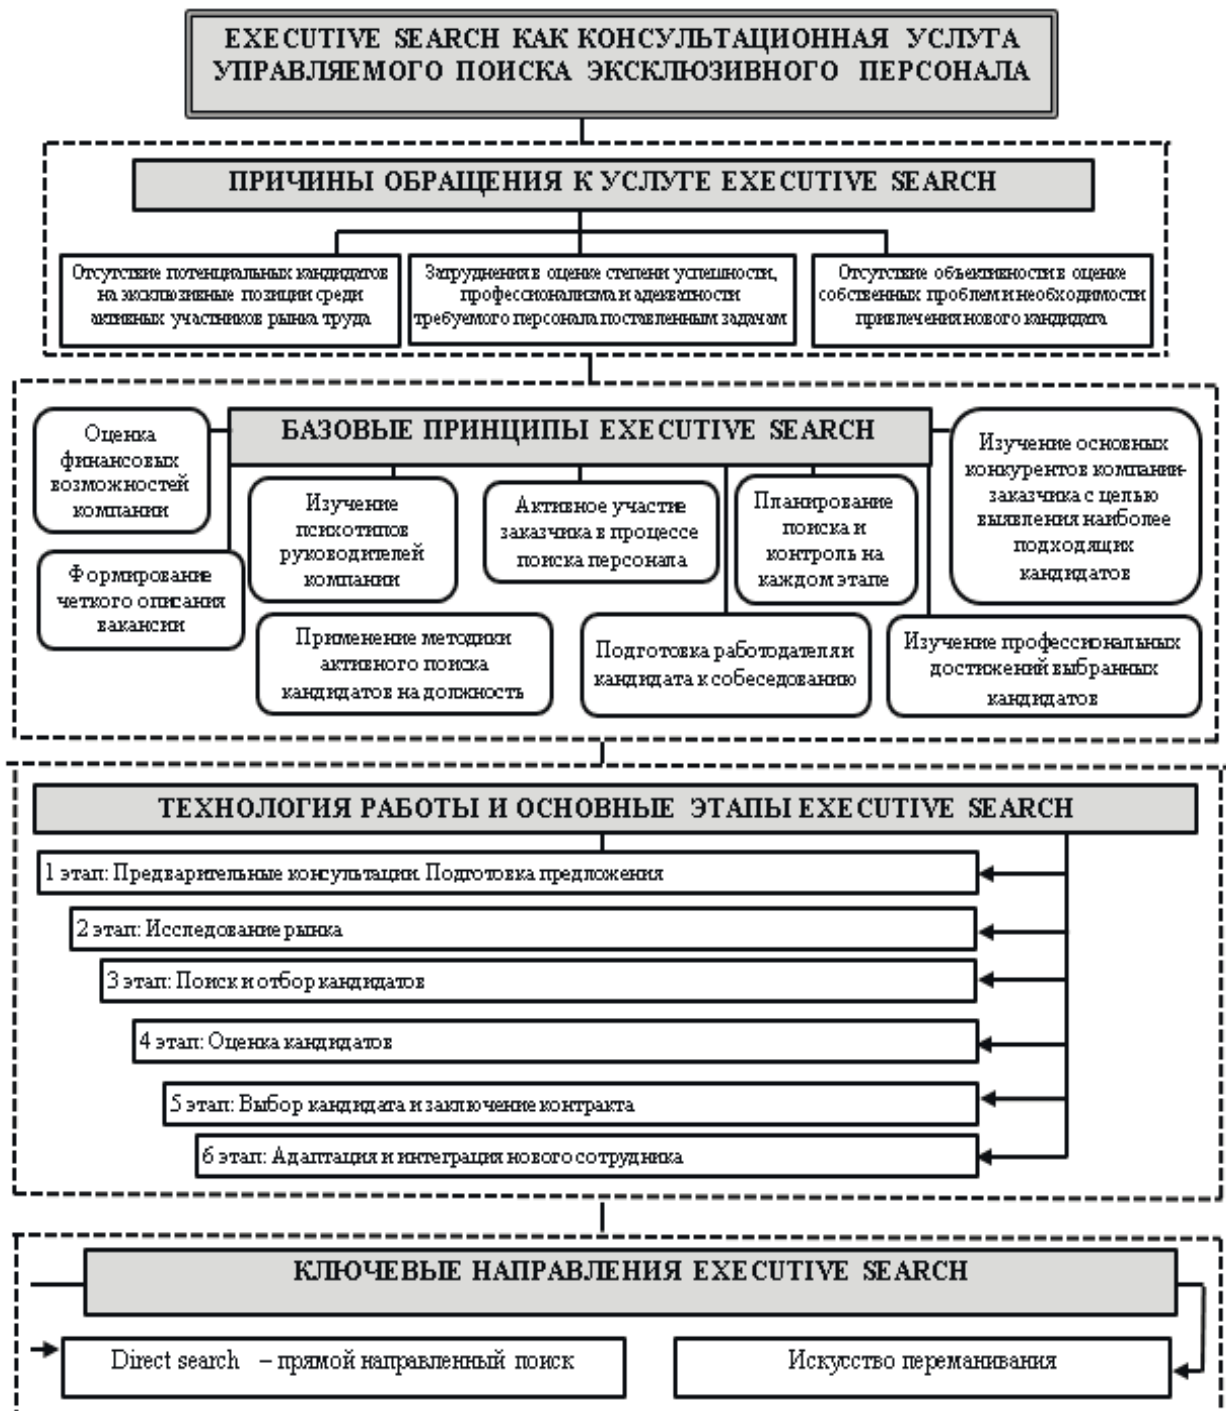 EXECUTIVE SEARCH КАК КОНСУЛЬТАЦИОННАЯ УСЛУГА
УПРАВЛЯЕМОГО ПОИСКА ЭКСКЛЮЗИВНОГО ПЕРСОНАЛА
ПРИЧИНЫ ОБРАЩЕНИЯ К УСЛУГЕ EXECUTIVE SEARCH
Отсутствие потенциальных кандидатов
на эксклюзивные позиции среди
активных участников рынка труда
Затруднения в оценке степени успешности,
профессионализма и адекватности
требуемого персонала поставленным задачам
Отсутствие объективности в оценке
собственных проблем и необходимости
привлечения нового кандидата
БАЗОВЫЕ ПРИНЦИПЫ EXECUTIVE SEARCH
Оценка
финансовых
возможностей
компании
Изучение
психотипов
руководителей
компании
Активное участие
заказчика в процессе
поиска персонала
Планирование
поиска и
контроль на
каждом этапе
Изучение основных
конкурентов компании-
заказчика с целью
выявления наиболее
подходящих
кандидатов
Формирование
четкого описания
вакансии
Применение методики
активного поиска
кандидатов на должность
Подготовка работодателя и
кандидата к собеседованию
Изучение профессиональных
достижений выбранных
кандидатов
ТЕХНОЛОГИЯ РАБОТЫ И ОСНОВНЫЕ ЭТАПЫ EXECUTIVE SEARCH
1 этап: Предварительные консультации. Подготовка предложения
2 этап: Исследование рынка
3 этап: Поиск и отбор кандидатов
4 этап: Оценка кандидатов
5 этап: Выбор кандидата и заключение контракта
6 этап: Адаптация и интеграция нового сотрудника
КЛЮЧЕВЫЕ НАПРАВЛЕНИЯ EXECUTIVE SEARCH
Direct search – прямой направленный поиск
Искусство переманивания